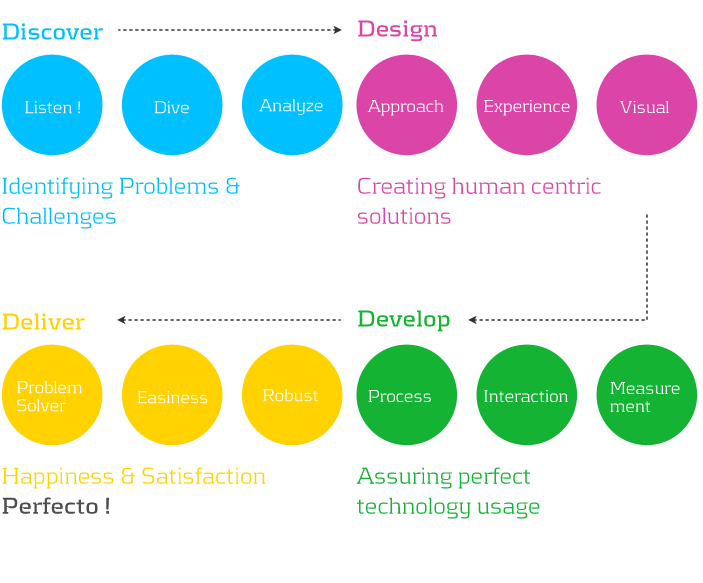 Discover
Design
Listen !
Dive
Analyze
Approach
Experience
Visual
Identifying Problems &
Challenges
Creating human centric
solutions
Deliver
Develop
Problem
Solver
Easiness
Robust
Process
Interaction
Measure
ment
Happiness & Satisfaction
Perfecto !
Assuring perfect
technology usage